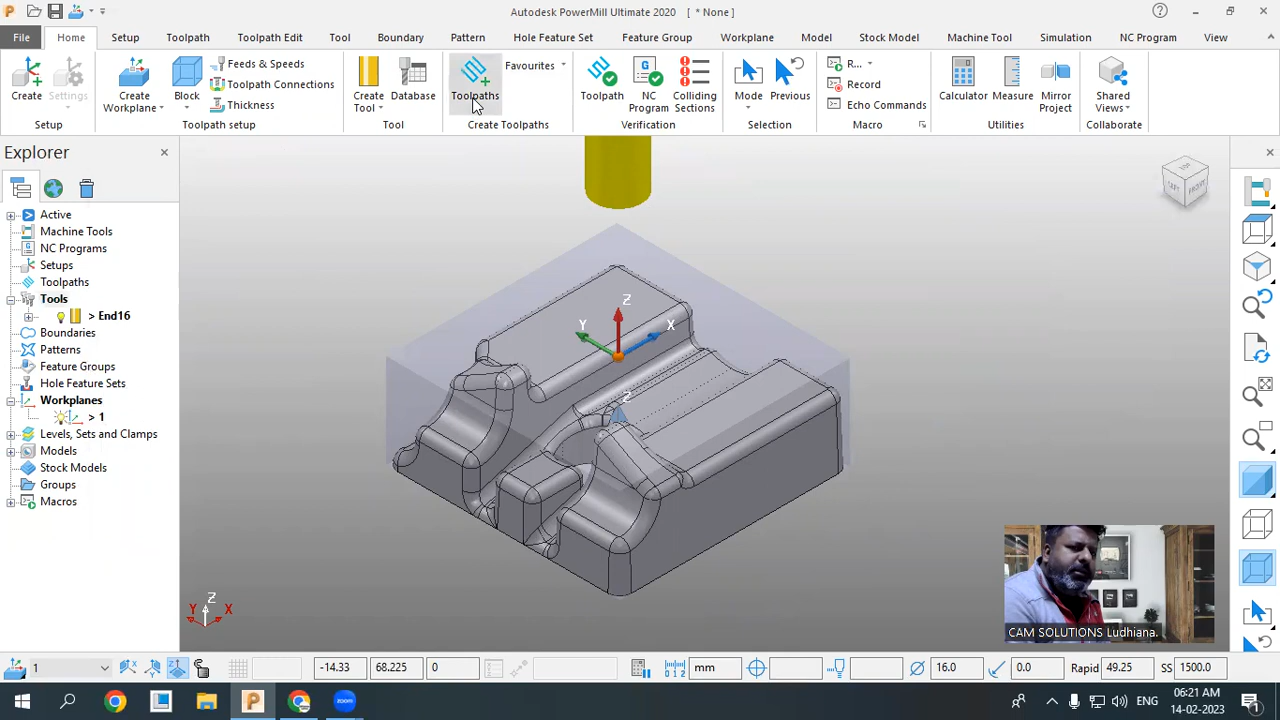 Autodesk PowerMill Ultimate 2020 [ * None ]
File Home Setup Toolpath Toolpath Edit Tool Boundary Pattern Hole Feature Set Feature Group Workplane Model Stock Model Machine Tool Simulation NC Program View
Create
Settings
Setup
Create Workplane
Block
Feeds & Speeds
Toolpath Connections
Thickness
Toolpath setup
Create Tool
Database
Tool
Toolpaths
Favourites
Create Toolpaths
Toolpath
NC Program
Colliding Sections
Verification
Mode
Previous
Selection
R...
Record
Echo Commands
Macro
Calculator
Measure
Mirror Project
Utilities
Shared Views
Collaborate
Explorer
Active
Machine Tools
NC Programs
Setups
Toolpaths
Tools
> End16
Boundaries
Patterns
Feature Groups
Hole Feature Sets
Workplanes
> 1
Levels, Sets and Clamps
Models
Stock Models
Groups
Macros
Z
Y
X
Z
LEFT FRONT
Z
Y X
CAM SOLUTIONS Ludhiana.
1 -14.33 68.225 0 mm 16.0 0.0 Rapid 49.25 SS 1500.0
zoom
ENG
06:21 AM
14-02-2023
1